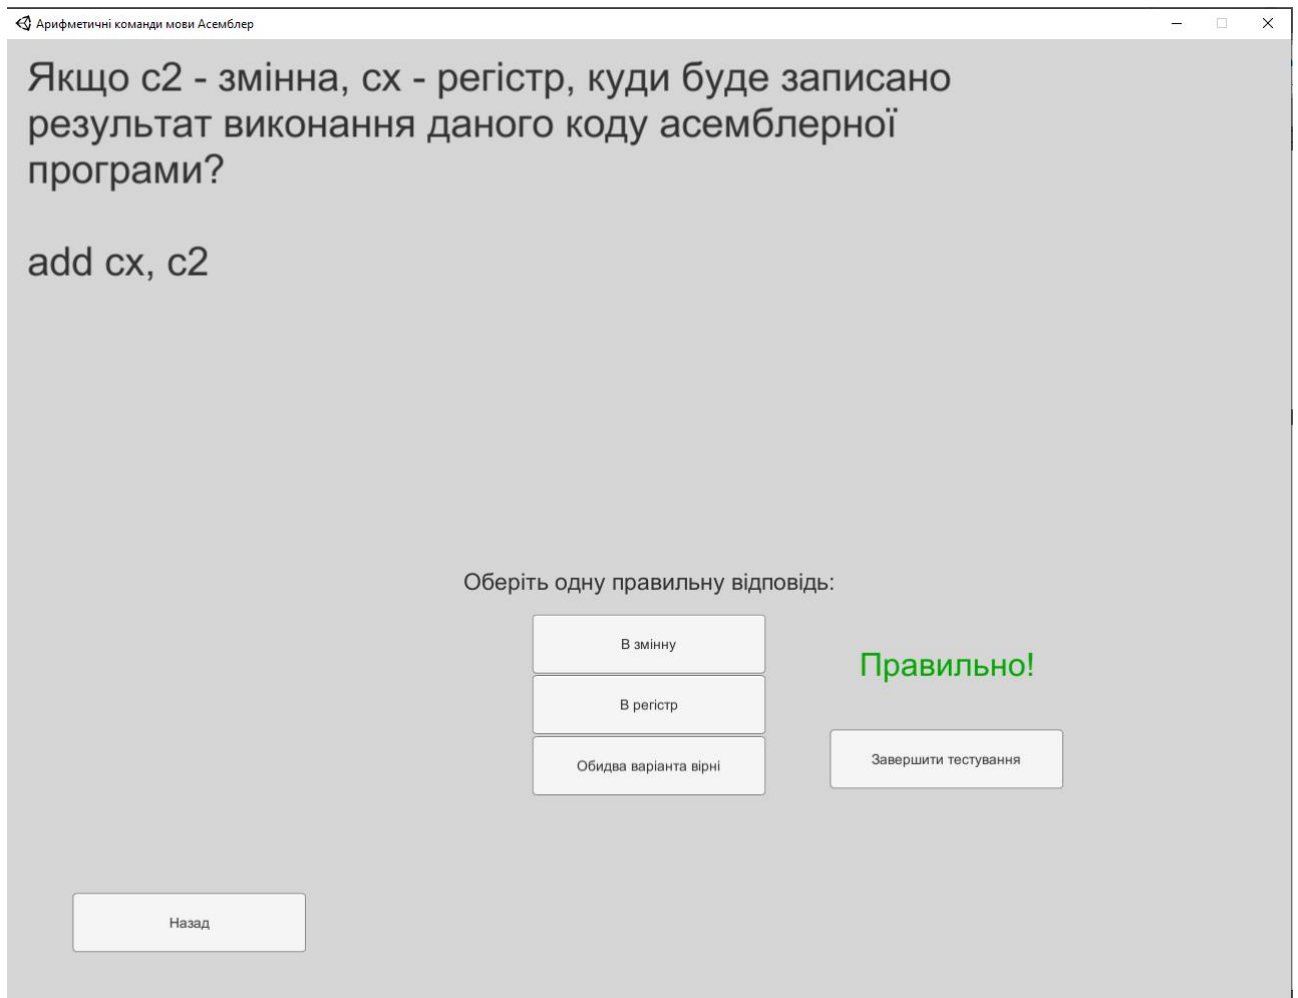 Арифметичні команди мови Асемблер
Якщо c2 - змінна, cx - регістр, куди буде записано
результат виконання даного коду асемблерної
програми?
add cx, c2
Оберіть одну правильну відповідь:
В змінну
В регістр
Обидва варіанта вірні
Правильно!
Завершити тестування
Назад